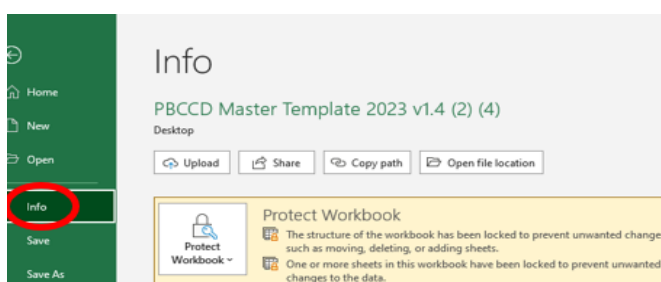 Info
Home
PBCCD Master Template 2023 v1.4 (2) (4)
New
Desktop
Open
Upload
Share
Copy path
Open file location
Info
Protect Workbook
The structure of the workbook has been locked to prevent unwanted change
Save
Protect
Workbook
such as moving, deleting, or adding sheets.
One or more sheets in this workbook have been locked to prevent unwanted
Save As
changes to the data.